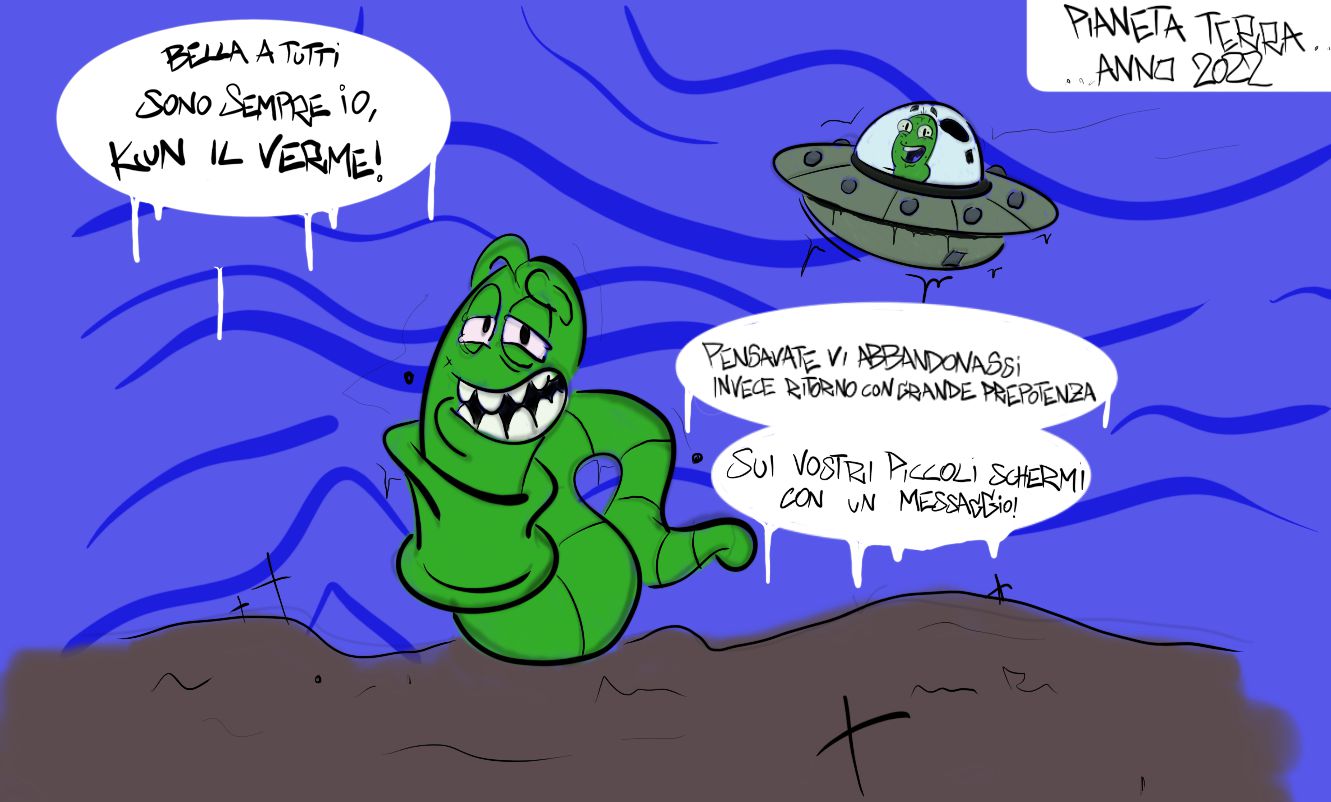 PIANETA TERRA..
...ANNO 2022
BELLA A TUTTI
SONO SEMPRE IO,
KUN IL VERME!
PENSAVATE VI ABBANDONASSI
INVECE RITORNO CON GRANDE PREPOTENZA
SUI VOSTRI PICCOLI SCHERMI
CON UN MESSAGGIO!